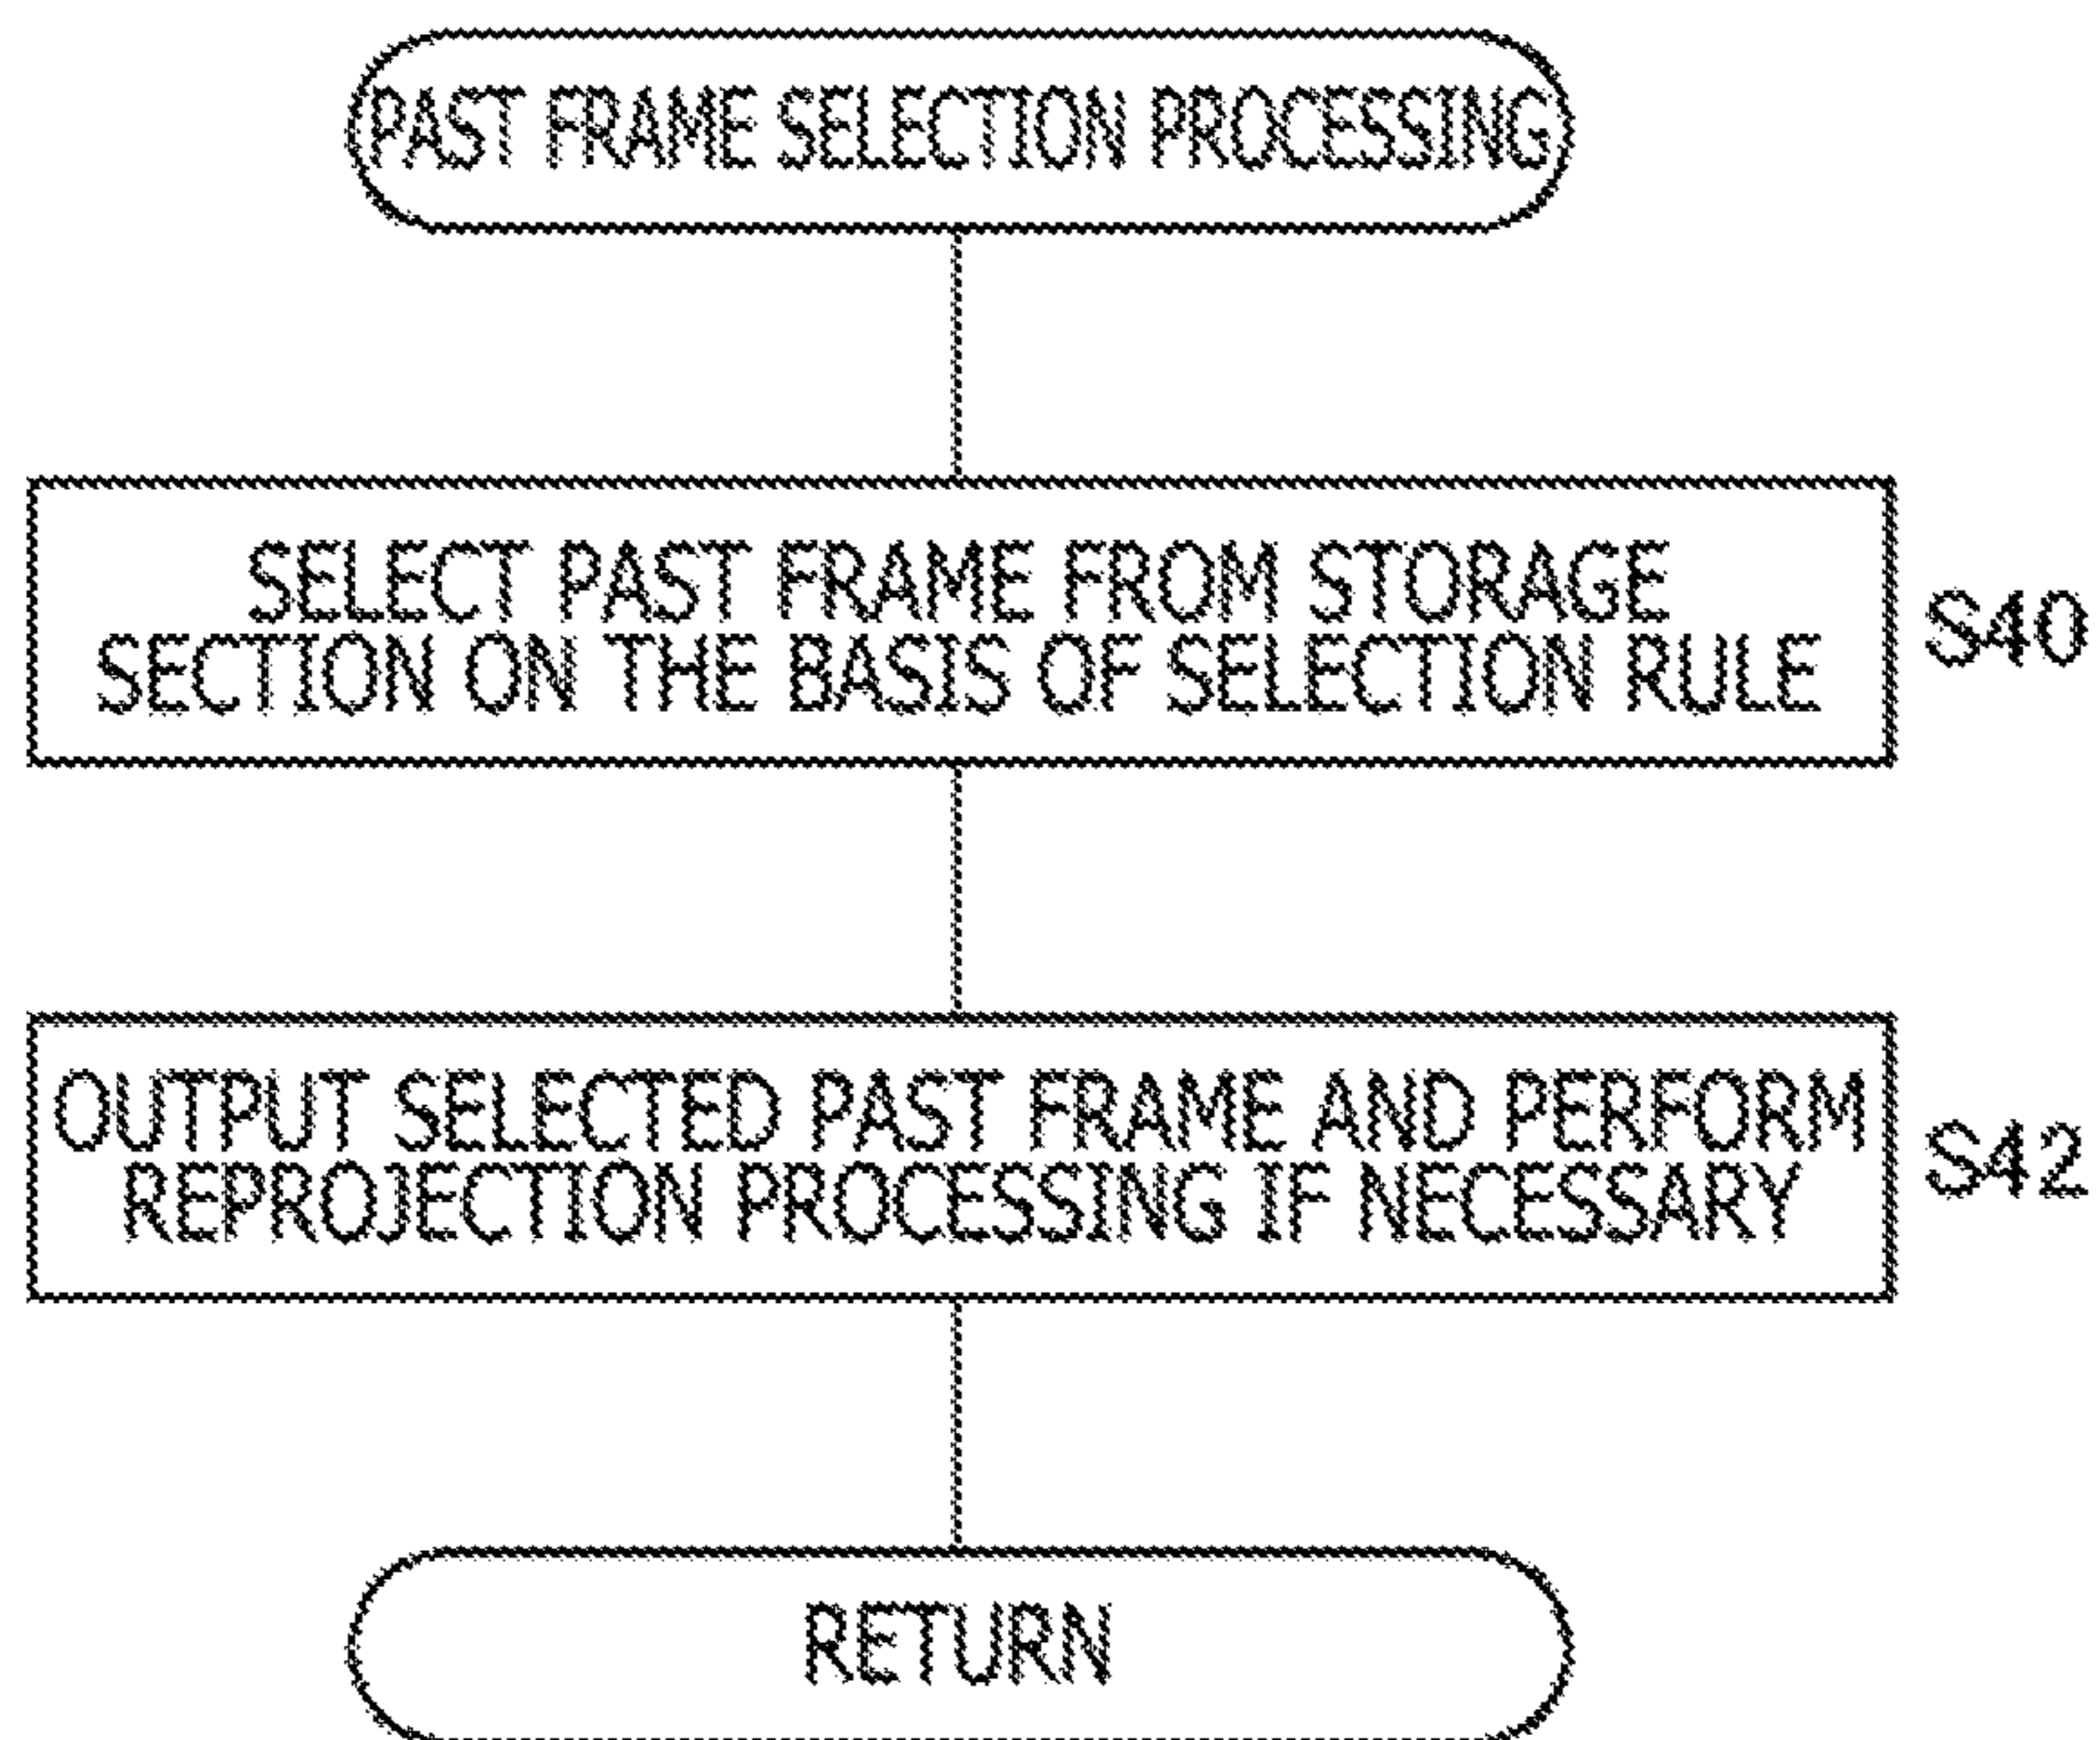 PAST FRAME SELECTION PROCESSING
SELECT PAST FRAME FROM STORAGE
SECTION ON THE BASIS OF SELECTION RULE
S40
OUTPUT SELECTED PAST FRAME AND PERFORM
REPROJECTION PROCESSING IF NECESSARY
S42
RETURN